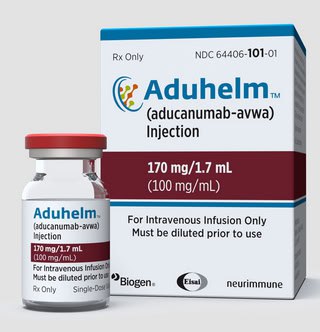 Rx Only
NDC 64406-101-01
Aduhelm™
(aducanumab-avwa)
Injection
170 mg/1.7 mL
(100 mg/mL)
For Intravenous Infusion Only
Must be diluted prior to use
Biogen
Eisai
neurimmune
Aduhelm™
(aducanumab-avwa)
Injection
170 mg/1.7 mL
(100 mg/mL)
For Intravenous Infusion Only
Must be diluted prior to use
Rx Only
Single-Dose